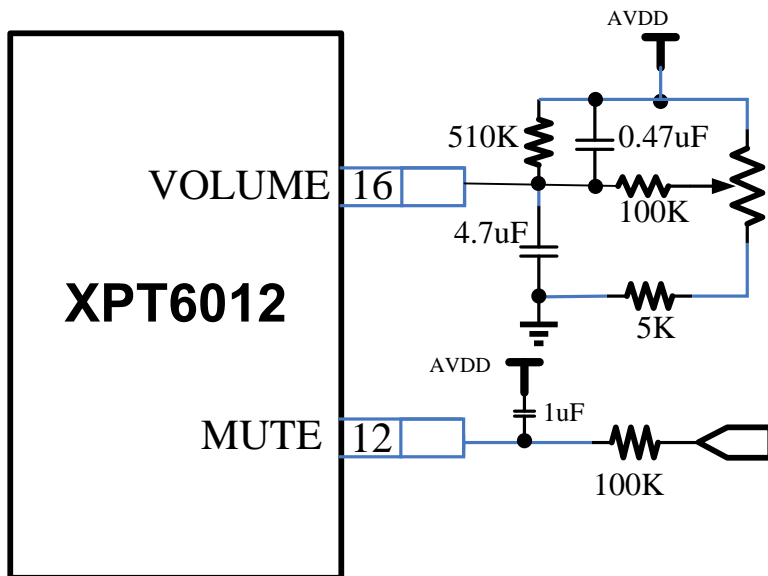 AVDD
510K
0.47uF
VOLUME 16
100K
4.7uF
XPT6012
5K
AVDD
1uF
MUTE 12
100K